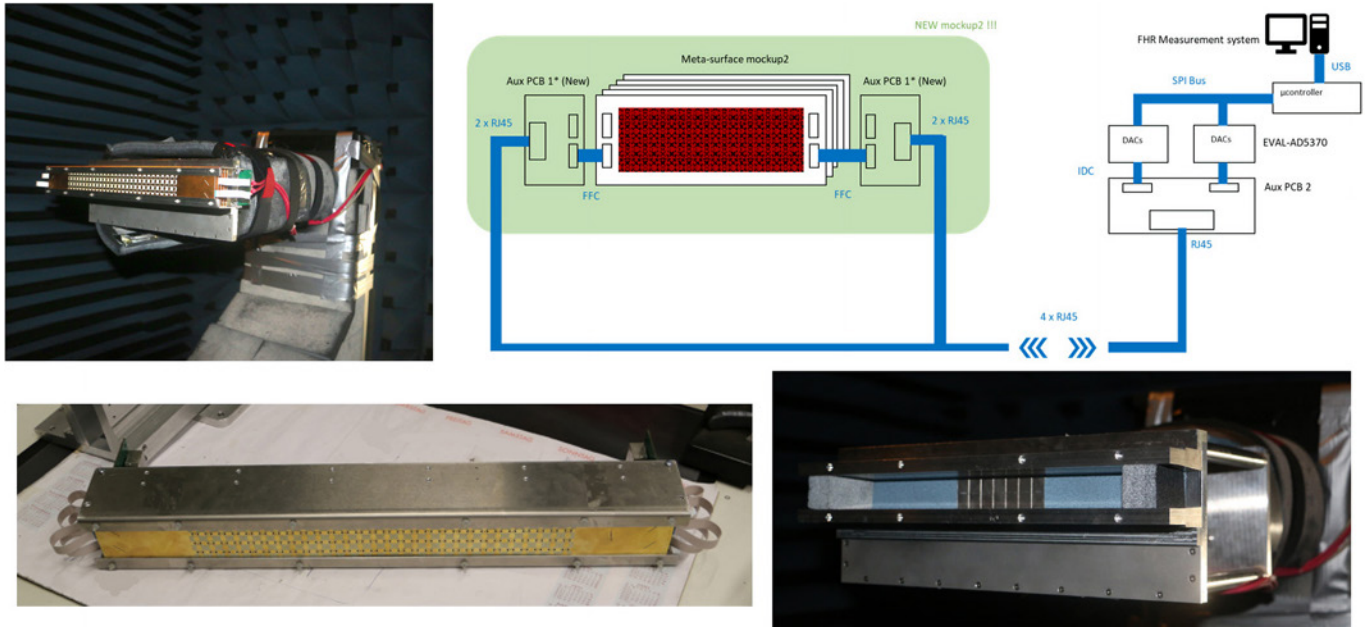 NEW mockup2 !!!
FHR Measurement system
USB
Meta-surface mockup2
Aux PCB 1* (New)
Aux PCB 1* (New)
SPI Bus
µcontroller
2 x RJ45
2 x RJ45
DACs
DACs
EVAL-AD5370
IDC
FFC
FFC
Aux PCB 2
RJ45
4 x RJ45